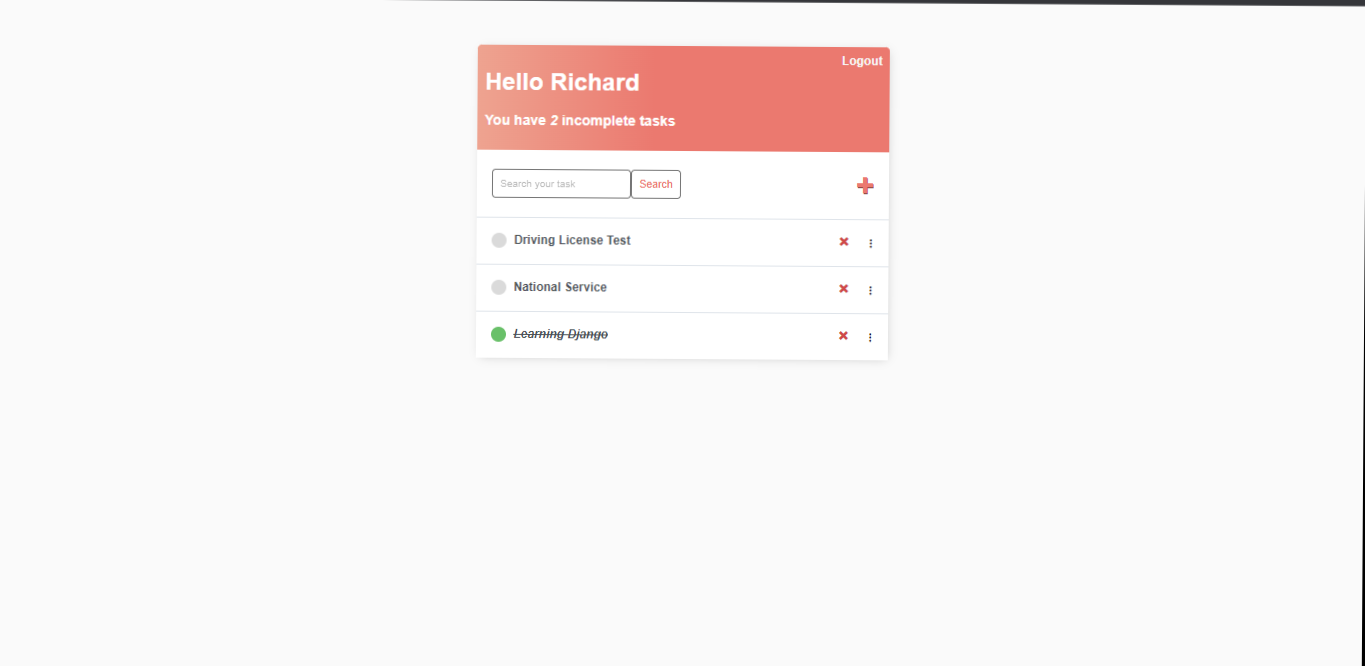 Logout
Hello Richard
You have 2 incomplete tasks
Search your task Search
Driving License Test
National Service
Learning Django